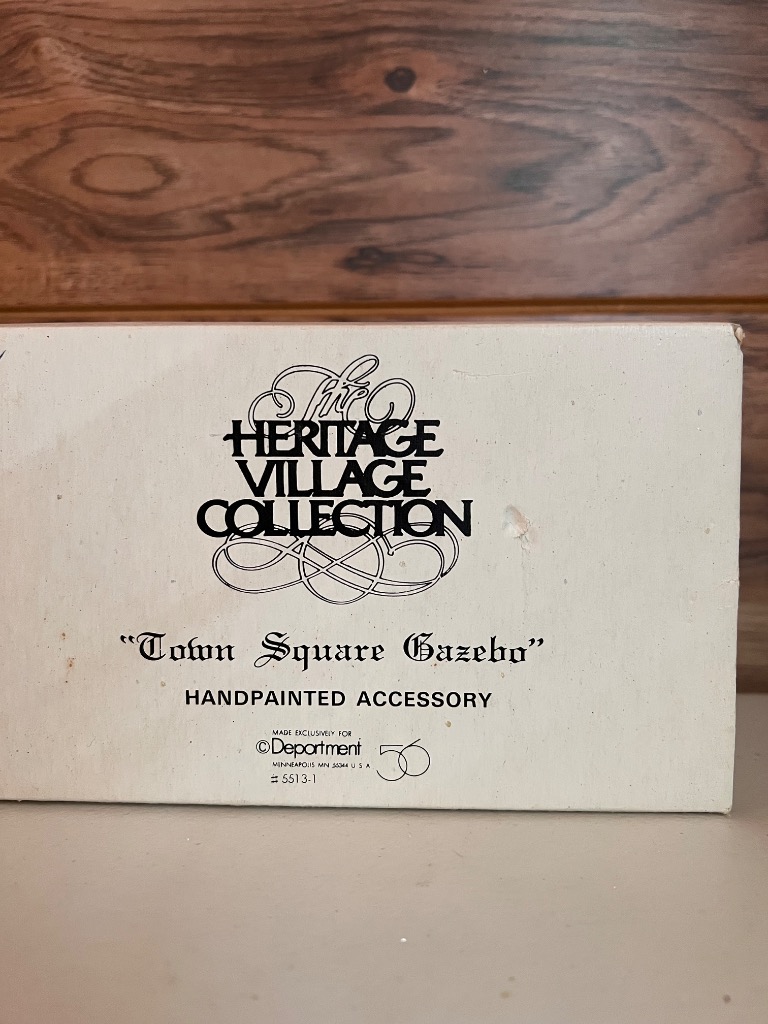 The
HERITAGE
VILLAGE
COLLECTION
“Town Square Gazebo”
HANDPAINTED ACCESSORY
MADE EXCLUSIVELY FOR
©Department 56
MINNEAPOLIS MN 55344 U S A
# 5513-1